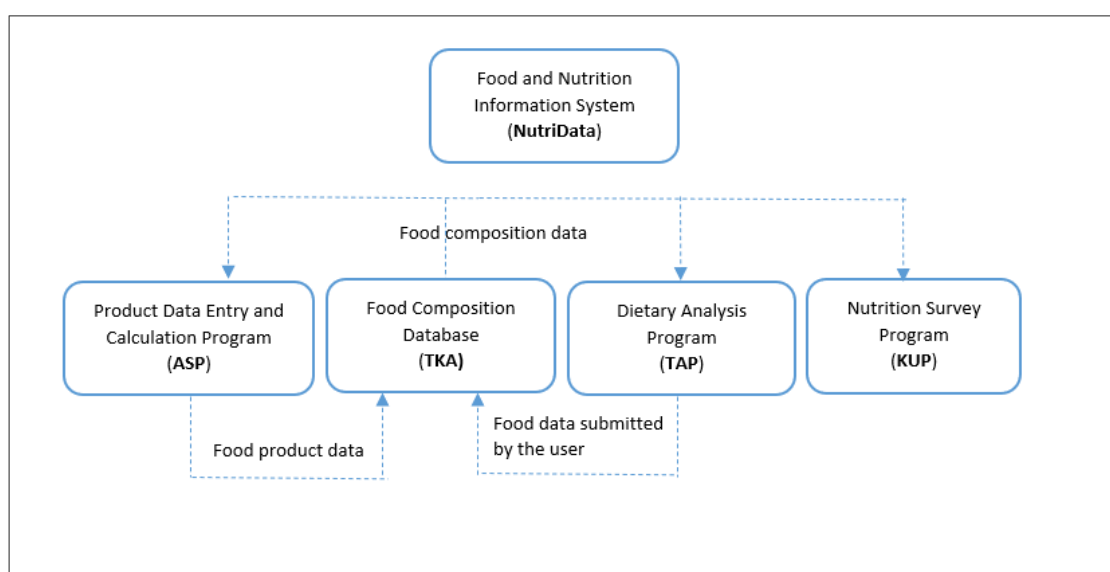 Food and Nutrition
Information System
(NutriData)
Food composition data
Product Data Entry and
Calculation Program
(ASP)
Food Composition
Database
(TKA)
Dietary Analysis
Program
(TAP)
Nutrition Survey
Program
(KUP)
Food product data
Food data submitted
by the user